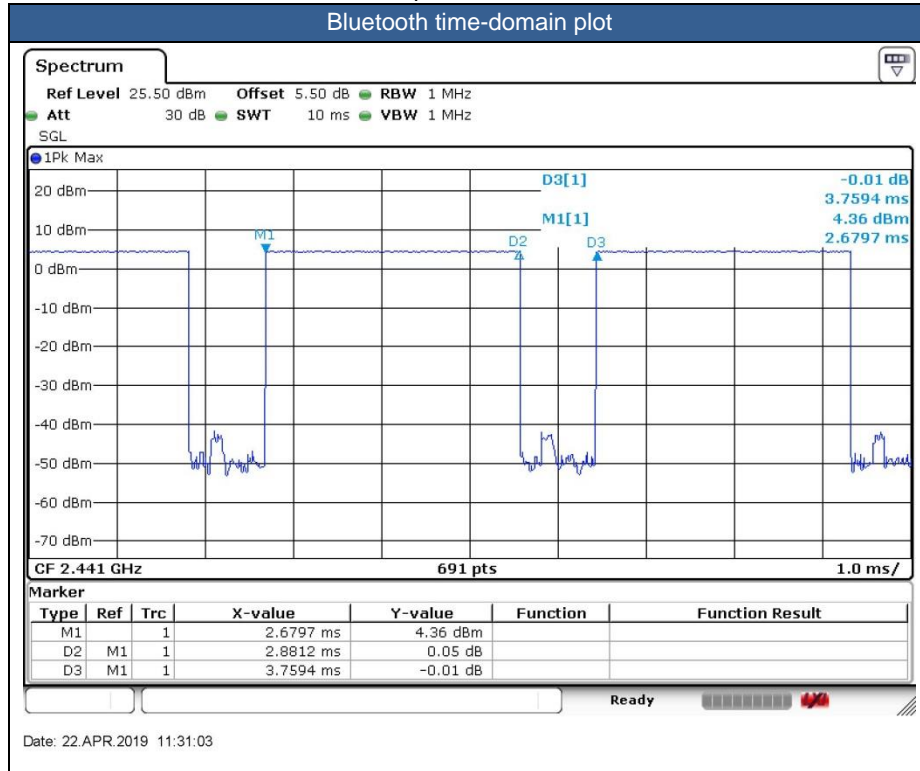 Bluetooth time-domain plot
Spectrum
Ref Level 25.50 dBm Offset 5.50 dB RBW 1 MHz
Att 30 dB SWT 10 ms VBW 1 MHz
SGL
1Pk Max
D3[1] -0.01 dB
3.7594 ms
M1[1] 4.36 dBm
2.6797 ms
20 dBm
10 dBm
M1
D2
D3
0 dBm
-10 dBm
-20 dBm
-30 dBm
-40 dBm
-50 dBm
-60 dBm
-70 dBm
CF 2.441 GHz 691 pts 1.0 ms/
Marker
Type Ref Trc X-value Y-value Function Function Result
M1 1 2.6797 ms 4.36 dBm
D2 M1 1 2.8812 ms 0.05 dB
D3 M1 1 3.7594 ms -0.01 dB
Ready
Date: 22.APR.2019 11:31:03